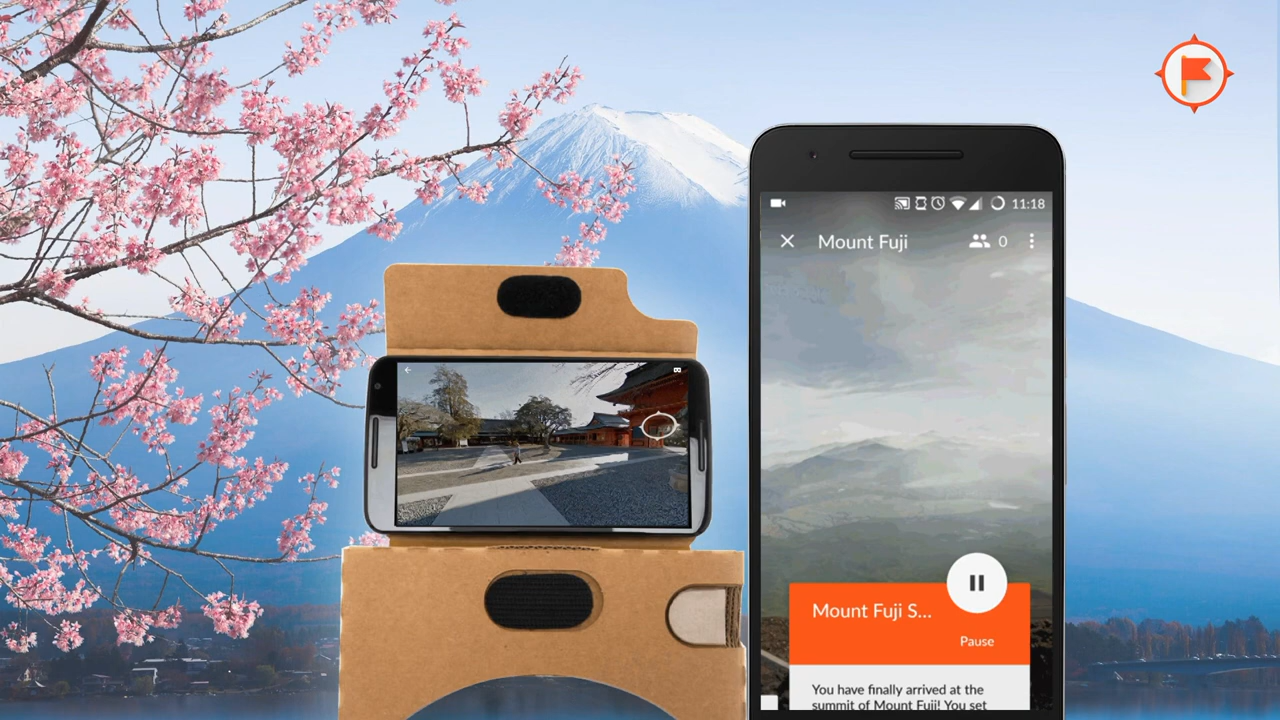 11:18
Mount Fuji
0
Mount Fuji S...
Pause
You have finally arrived at the
summit of Mount Fuji! You set